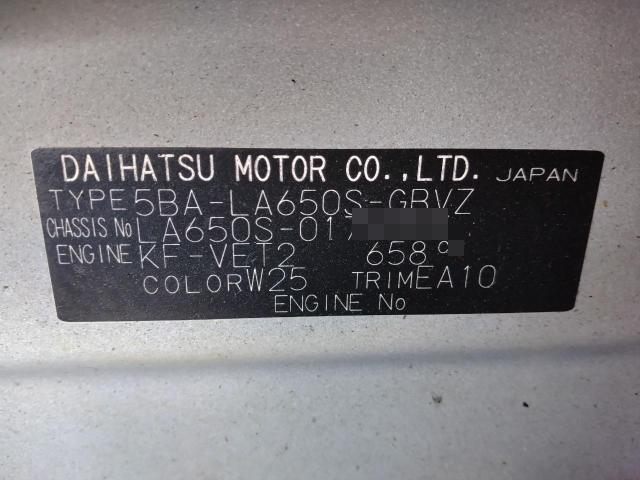 DAIHATSU MOTOR CO.,LTD. JAPAN
TYPE 5BA-LA650S-GBVZ
CHASSIS No LA650S-017
ENGINE KF-VET2 658
COLOR W25 TRIM EA10
ENGINE No